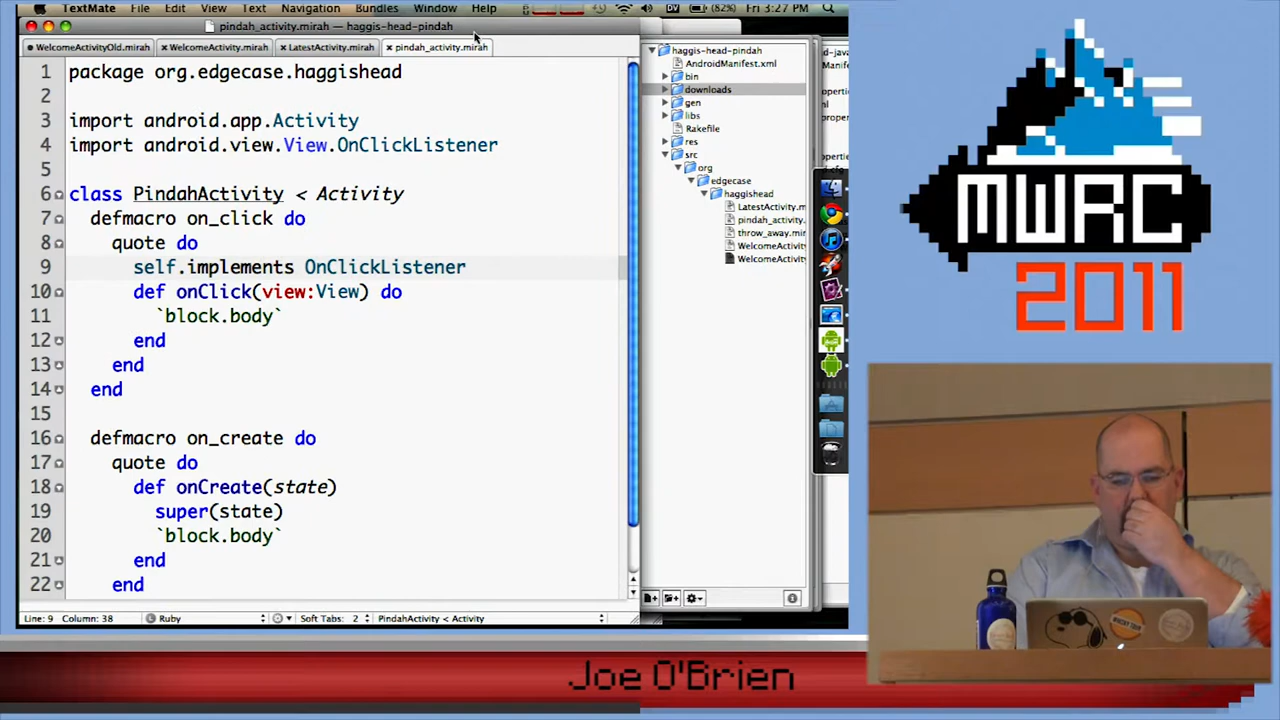 TextMate File Edit View Text Navigation Bundles Window Help (82%) Fri 3:27 PM
pindah_activity.mirah — haggis-head-pindah
WelcomeActivityOld.mirah WelcomeActivity.mirah LatestActivity.mirah pindah_activity.mirah
1 package org.edgecase.haggishead
2
3 import android.app.Activity
4 import android.view.View.OnClickListener
5
6 class PindahActivity < Activity
7 defmacro on_click do
8 quote do
9 self.implements OnClickListener
10 def onClick(view:View) do
11 `block.body`
12 end
13 end
14 end
15
16 defmacro on_create do
17 quote do
18 def onCreate(state)
19 super(state)
20 `block.body`
21 end
22 end
Line: 9 Column: 38 Ruby Soft Tabs: 2 PindahActivity < Activity
haggis-head-pindah
AndroidManifest.xml
bin
downloads
gen
libs
Rakefile
res
src
org
edgecase
haggishead
LatestActivity.m
pindah_activity.
throw_away.mir
WelcomeActivity
WelcomeActivity
MWRC
2011
Joe O'Brien